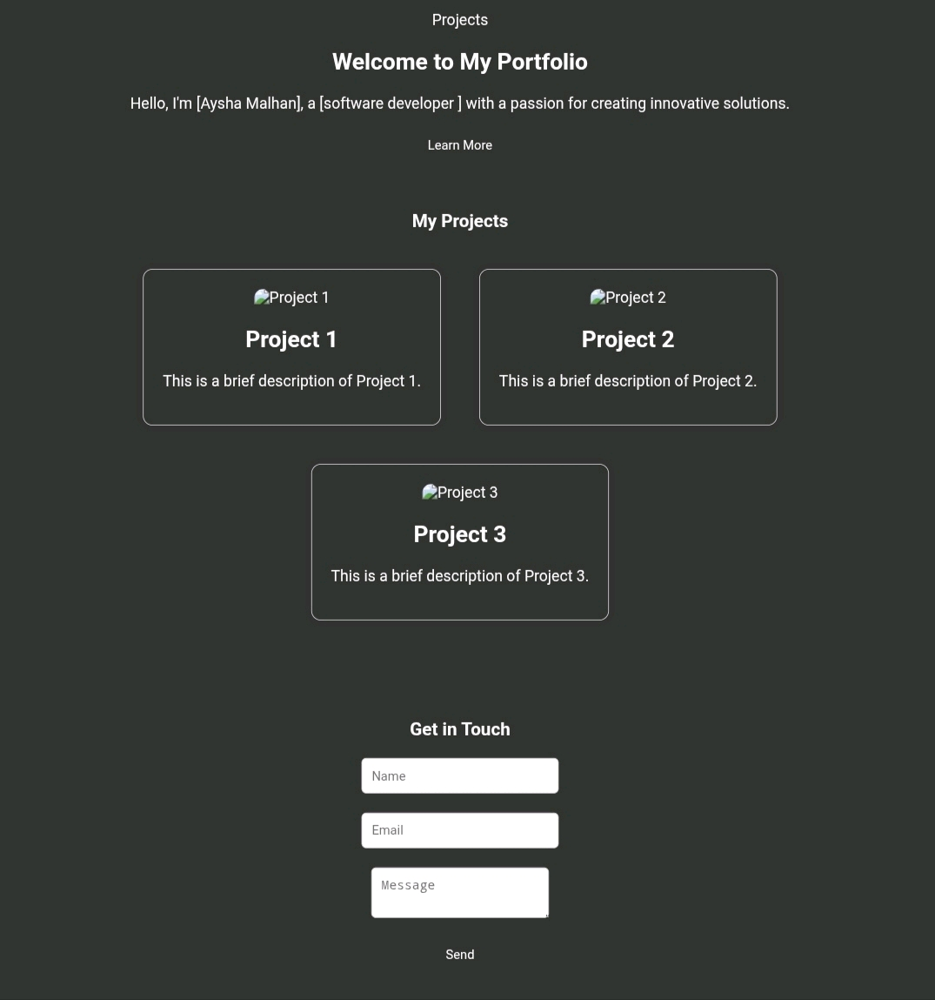 Projects
Welcome to My Portfolio
Hello, I'm [Aysha Malhan], a [software developer ] with a passion for creating innovative solutions.
Learn More
My Projects
Project 1
Project 1
This is a brief description of Project 1.
Project 2
Project 2
This is a brief description of Project 2.
Project 3
Project 3
This is a brief description of Project 3.
Get in Touch
Name
Email
Message
Send